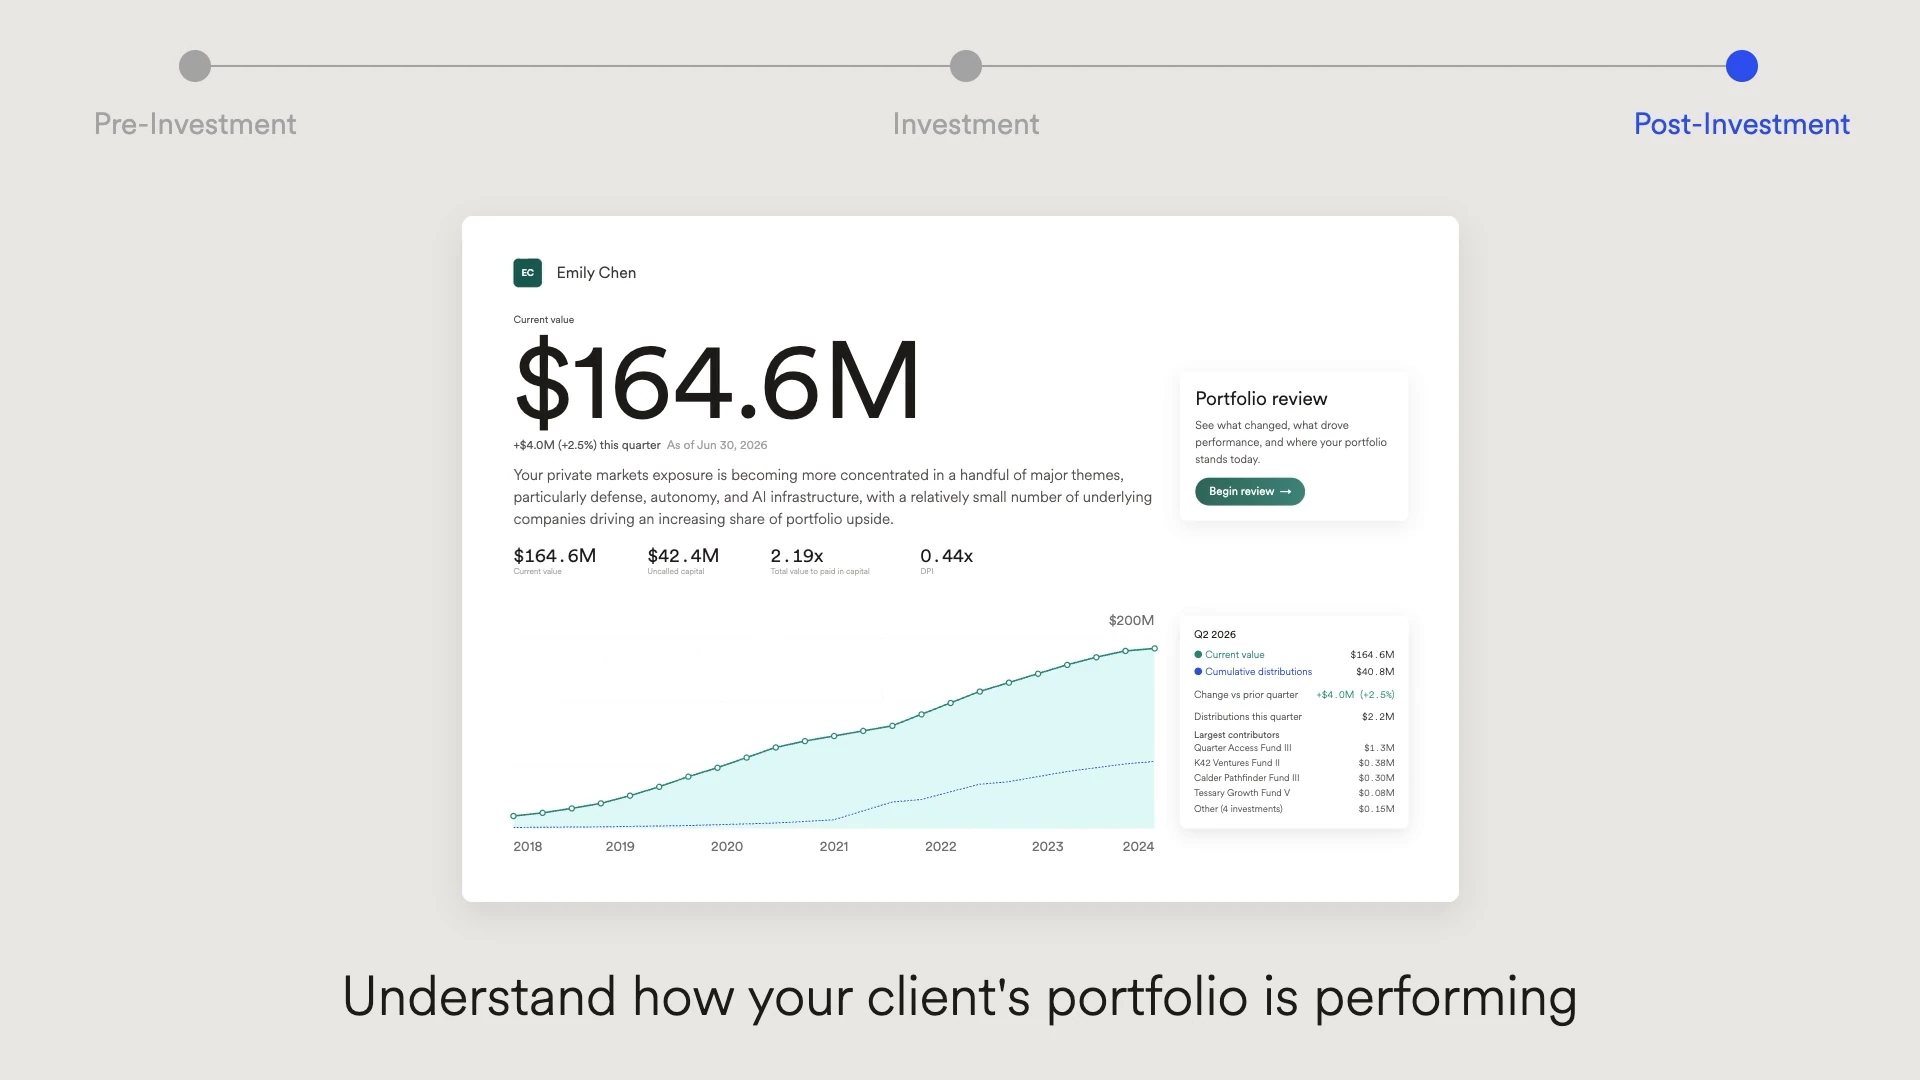 Pre-Investment
Investment
Post-Investment
EC
Emily Chen
Current value
$164.6M
+$4.0M (+2.5%) this quarter As of Jun 30, 2026
Your private markets exposure is becoming more concentrated in a handful of major themes,
particularly defense, autonomy, and AI infrastructure, with a relatively small number of underlying
companies driving an increasing share of portfolio upside.
$164.6M
Current value
$42.4M
Uncalled capital
2.19x
Total value to paid in capital
0.44x
DPI
Portfolio review
See what changed, what drove
performance, and where your portfolio
stands today.
Begin review →
$200M
2018 2019 2020 2021 2022 2023 2024
Q2 2026
Current value $164.6M
Cumulative distributions $40.8M
Change vs prior quarter +$4.0M (+2.5%)
Distributions this quarter $2.2M
Largest contributors
Quarter Access Fund III $1.3M
K42 Ventures Fund II $0.38M
Calder Pathfinder Fund III $0.30M
Tessary Growth Fund V $0.08M
Other (4 investments) $0.15M
Understand how your client's portfolio is performing